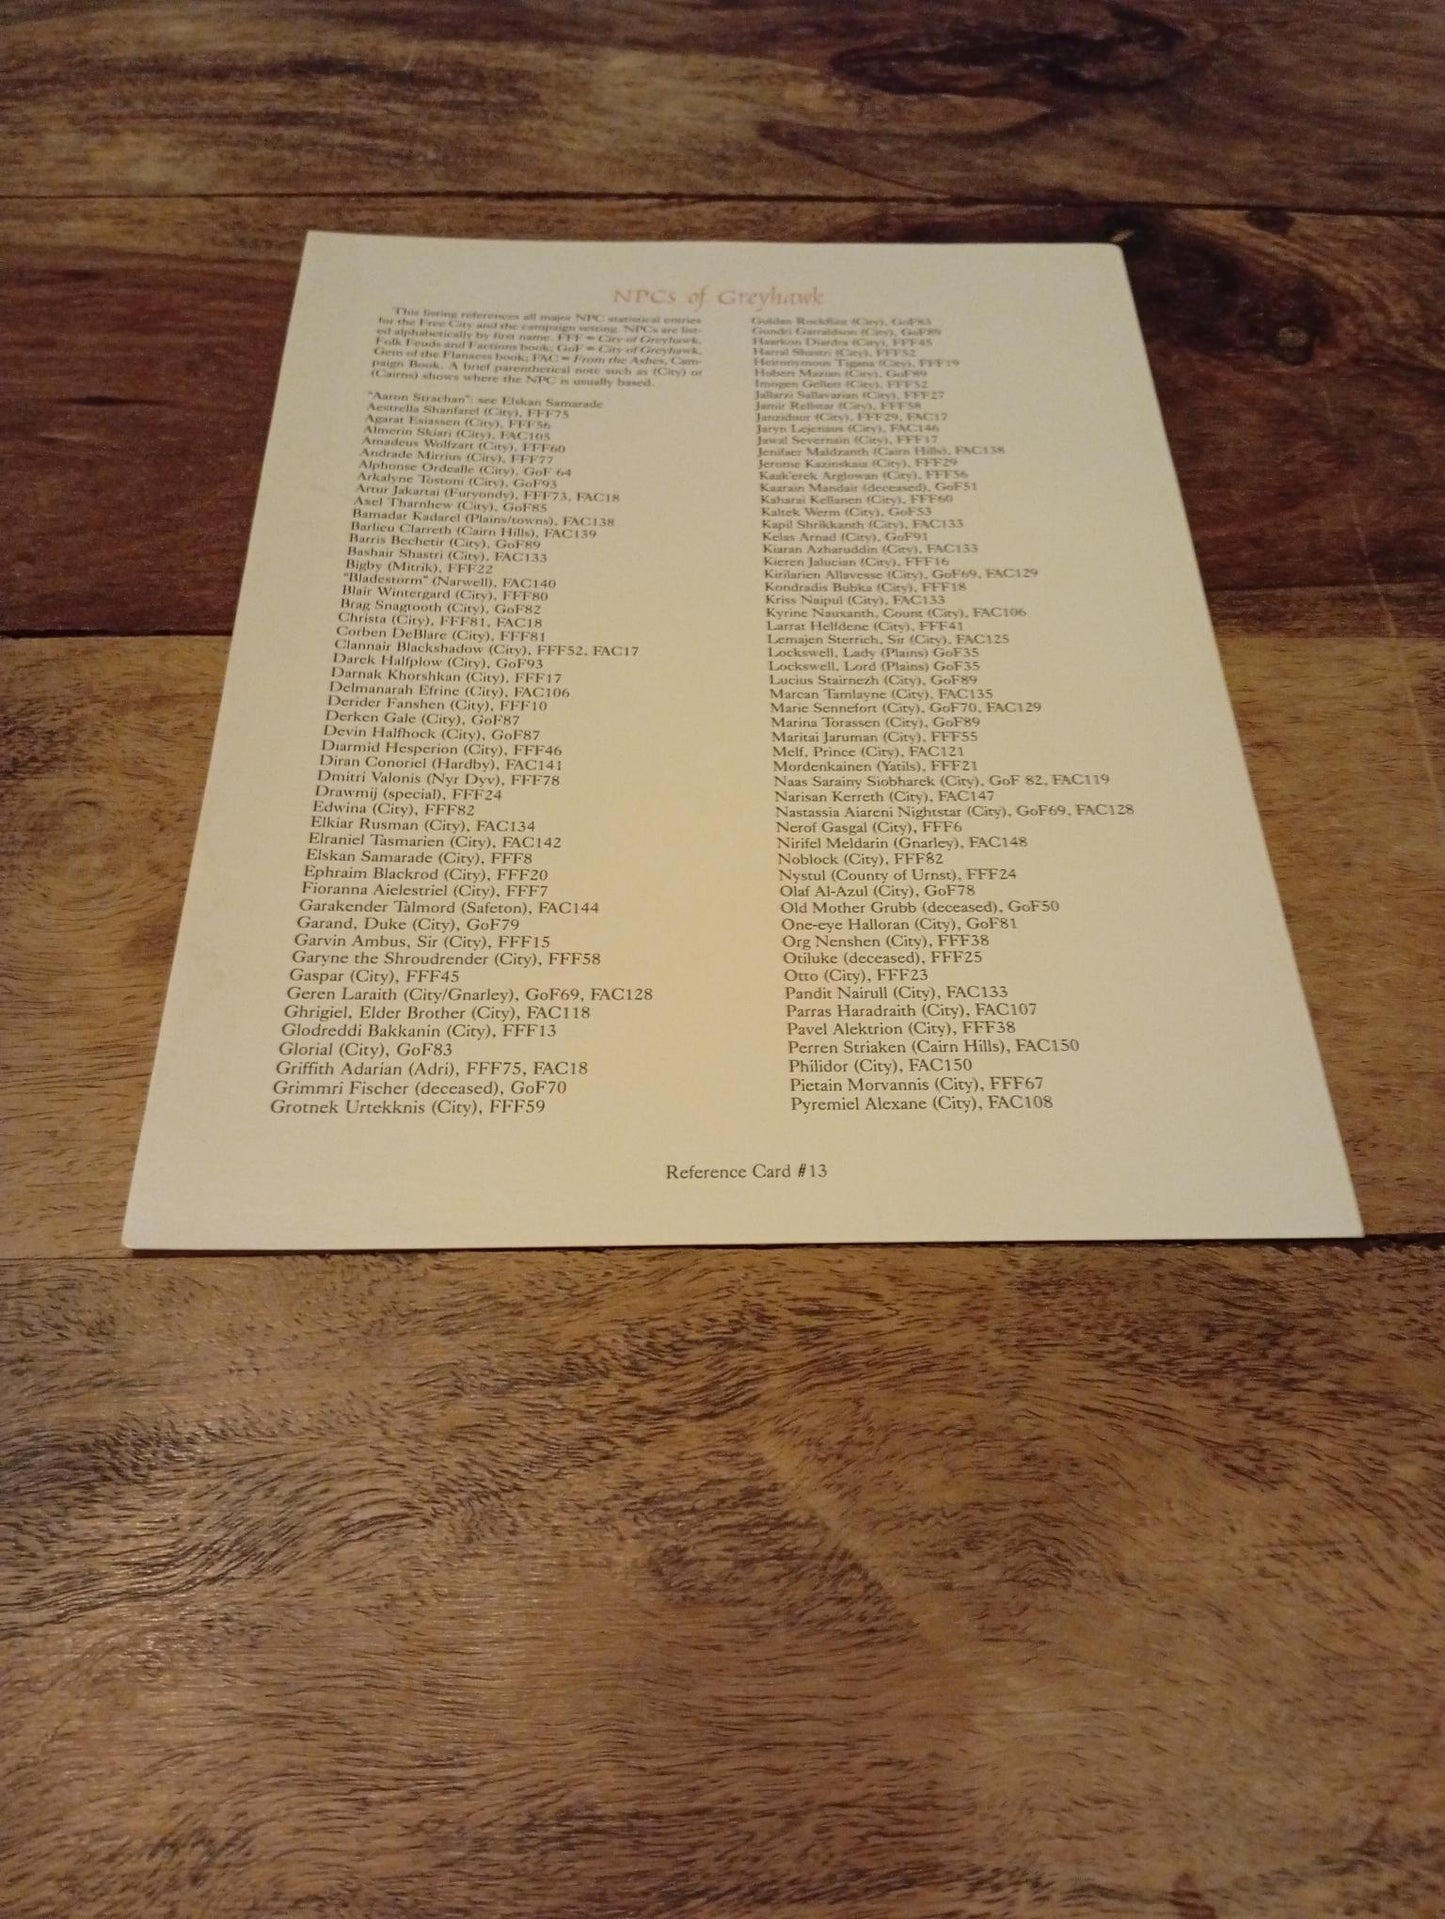 NPCs of Greyhawk
This listing references all major NPC statistical entries
for the Free City and the campaign setting. NPCs are list-
ed alphabetically by first name. FFF = City of Greyhawk,
Folk Feuds and Factions book; GoF = City of Greyhawk,
Gem of the Flanaess book; FAC = From the Ashes, Cam-
paign Book. A brief parenthetical note such as (City) or
(Cairns) shows where the NPC is usually based.
"Aaron Strachan": see Elskan Samarade
Aestrella Shanfarel (City), FFF75
Agarat Esiassen (City), FFF56
Almerin Skiari (City), FAC105
Amadeus Wolfzart (City), FFF60
Andrade Mirrius (City), FFF77
Alphonse Ordealle (City), GoF 64
Arkalyne Tostoni (City), GoF93
Artur Jakartai (Furyondy), FFF73, FAC18
Axel Tharnhew (City), GoF85
Bamadar Kadarel (Plains/towns), FAC138
Barlieu Clarreth (Cairn Hills), FAC139
Barris Bechetir (City), GoF89
Bashair Shastri (City), FAC133
Bigby (Mitrik), FFF22
"Bladestorm" (Narwell), FAC140
Blair Wintergard (City), FFF80
Brag Snagtooth (City), GoF82
Christa (City), FFF81, FAC18
Corben DeBlare (City), FFF81
Clannair Blackshadow (City), FFF52, FAC17
Darek Halfplow (City), GoF93
Darnak Khorshkan (City), FFF17
Delmanarah Efrine (City), FAC106
Derider Fanshen (City), FFF10
Derken Gale (City), GoF87
Devin Halfhock (City), GoF87
Diarmid Hesperion (City), FFF46
Diran Conoriel (Hardby), FAC141
Dmitri Valonis (Nyr Dyv), FFF78
Drawmij (special), FFF24
Edwina (City), FFF82
Elkiar Rusman (City), FAC134
Elraniel Tasmarien (City), FAC142
Elskan Samarade (City), FFF8
Ephraim Blackrod (City), FFF20
Fioranna Aielestriel (City), FFF7
Garakender Talmord (Safeton), FAC144
Garand, Duke (City), GoF79
Garvin Ambus, Sir (City), FFF15
Garyne the Shroudrender (City), FFF58
Gaspar (City), FFF45
Geren Laraith (City/Gnarley), GoF69, FAC128
Ghrigiel, Elder Brother (City), FAC118
Glodreddi Bakkanin (City), FFF13
Glorial (City), GoF83
Griffith Adarian (Adri), FFF75, FAC18
Grimmri Fischer (deceased), GoF70
Grotnek Urtekknis (City), FFF59
Gulden Rockflint (City), GoF83
Gundri Garraldson (City), GoF89
Haarkon Diardra (City), FFF45
Harral Shastri (City), FFF52
Heironymous Tigana (City), FFF19
Hubert Mazian (City), GoF89
Imogen Gellen (City), FFF52
Jallarzi Sallavarian (City), FFF27
Jamir Rellstar (City), FFF58
Janzidour (City), FFF29, FAC17
Jaryn Lejenaus (City), FAC146
Jawal Severnain (City), FFF17
Jenifaer Maldzanth (Cairn Hills), FAC138
Jerome Kazinskaia (City), FFF29
Kaak'erek Arglowan (City), FFF56
Kaarain Mandair (deceased), GoF51
Kaharai Kellanen (City), FFF60
Kaltek Werm (City), GoF53
Kapil Shrikkanth (City), FAC133
Kelas Arnad (City), GoF91
Kiaran Azharuddin (City), FAC133
Kieren Jalucian (City), FFF16
Kirilarien Allavesse (City), GoF69, FAC129
Kondradis Bubka (City), FFF18
Kriss Naipul (City), FAC133
Kyrine Nauxanth, Count (City), FAC106
Larrat Helfdene (City), FFF41
Lemajen Sterrich, Sir (City), FAC125
Lockswell, Lady (Plains) GoF35
Lockswell, Lord (Plains) GoF35
Lucius Stairnezh (City), GoF89
Marcan Tamlayne (City), FAC135
Marie Sennefort (City), GoF70, FAC129
Marina Torassen (City), GoF89
Maritai Jaruman (City), FFF55
Melf, Prince (City), FAC121
Mordenkainen (Yatils), FFF21
Naas Sarainy Siobharek (City), GoF 82, FAC119
Narisan Kerreth (City), FAC147
Nastassia Aiareni Nightstar (City), GoF69, FAC128
Nerof Gasgal (City), FFF6
Nirifel Meldarin (Gnarley), FAC148
Noblock (City), FFF82
Nystul (County of Urnst), FFF24
Olaf Al-Azul (City), GoF78
Old Mother Grubb (deceased), GoF50
One-eye Halloran (City), GoF81
Org Nenshen (City), FFF38
Otiluke (deceased), FFF25
Otto (City), FFF23
Pandit Nairull (City), FAC133
Parras Haradraith (City), FAC107
Pavel Alektrion (City), FFF38
Perren Striaken (Cairn Hills), FAC150
Philidor (City), FAC150
Pietain Morvannis (City), FFF67
Pyremiel Alexane (City), FAC108
Reference Card #13